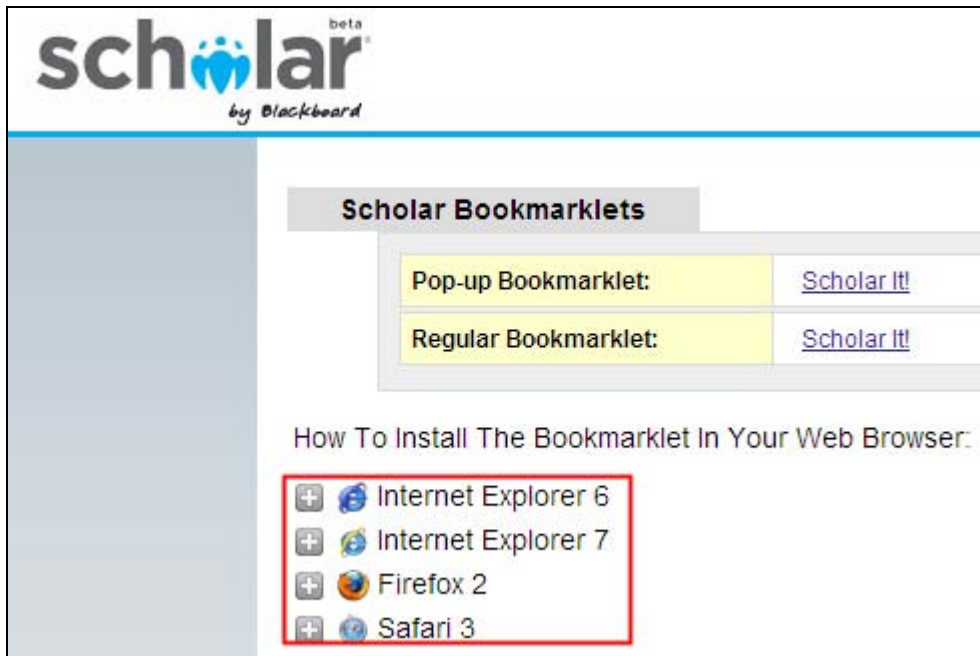 beta
scholar
by Blackboard
Scholar Bookmarklets
Pop-up Bookmarklet: Scholar It!
Regular Bookmarklet: Scholar It!
How To Install The Bookmarklet In Your Web Browser:
Internet Explorer 6
Internet Explorer 7
Firefox 2
Safari 3